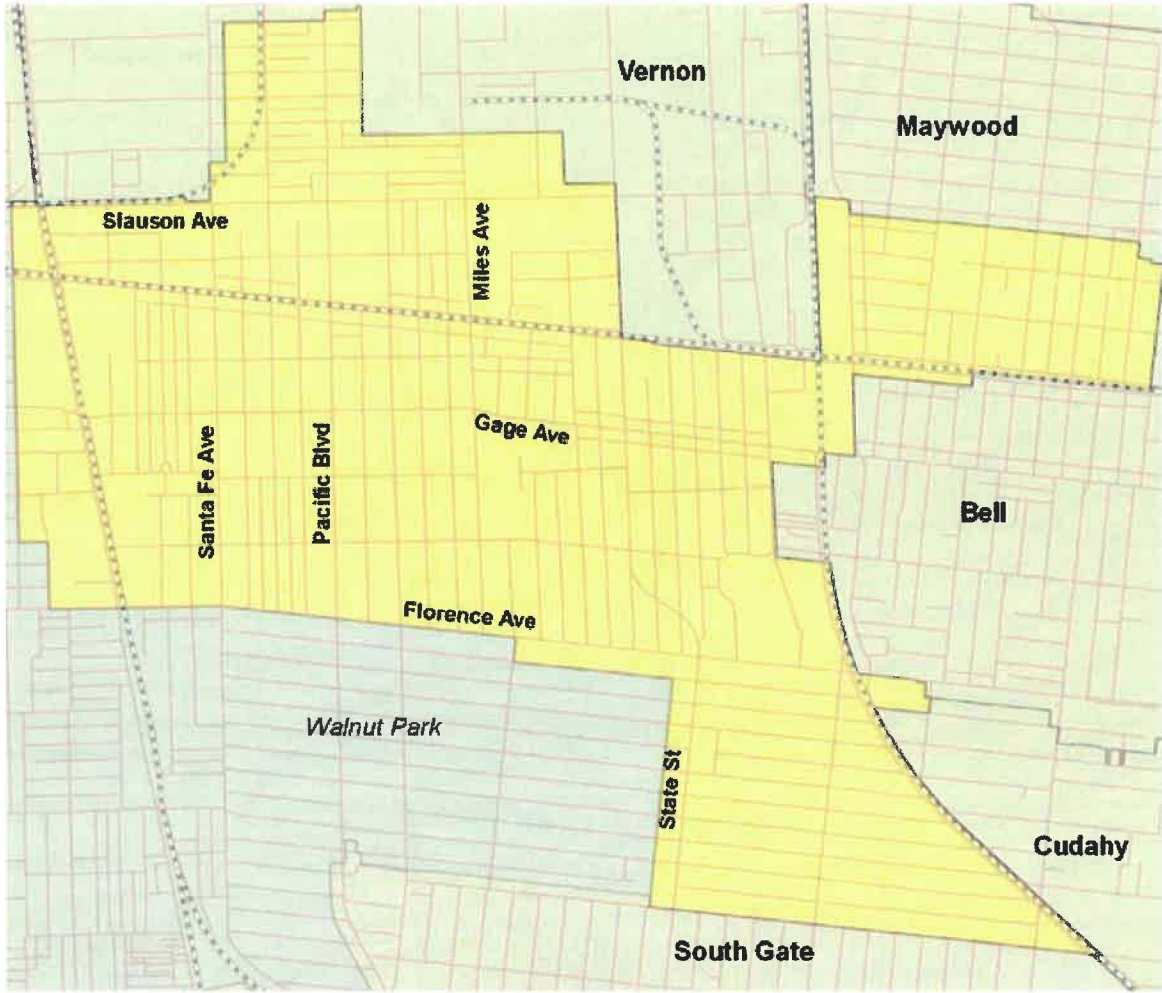 Vernon
Maywood
Slauson Ave
Miles Ave
Gage Ave
Santa Fe Ave
Pacific Blvd
Bell
Florence Ave
Walnut Park
State St
Cudahy
South Gate